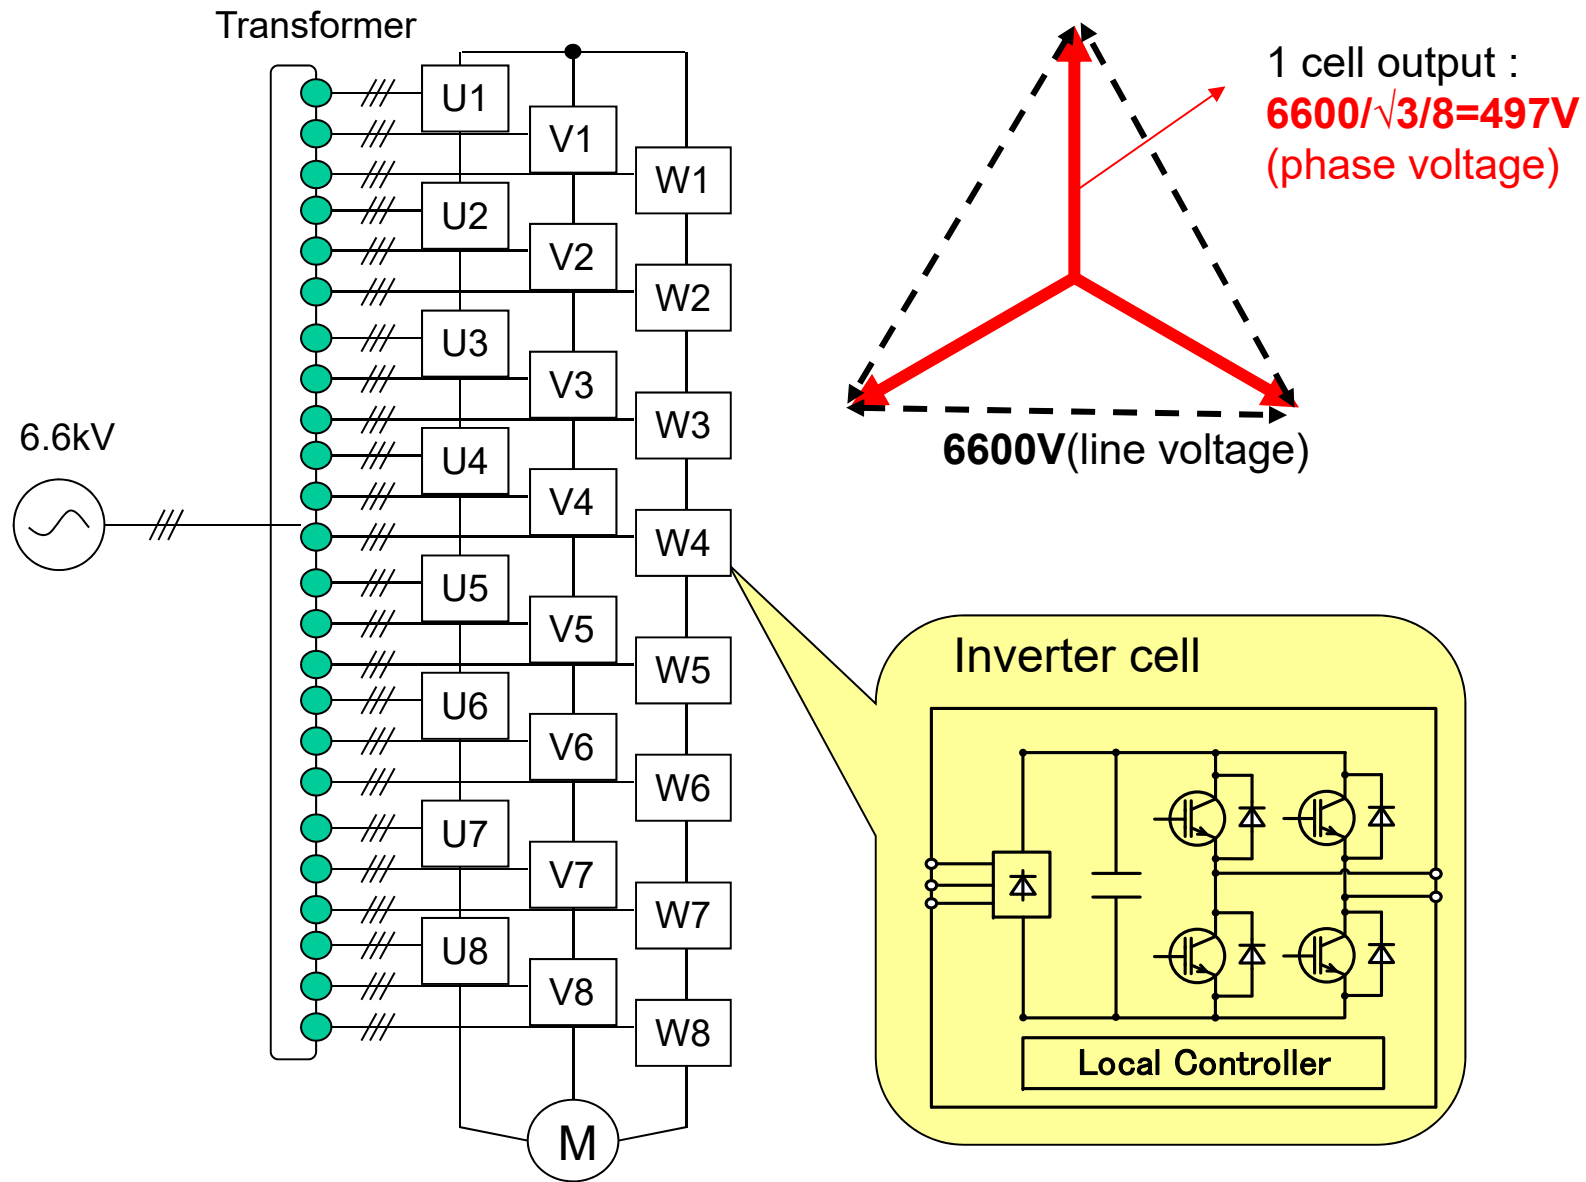 Transformer
1 cell output :
6600/√3/8=497V
(phase voltage)
U1
V1
W1
U2
V2
W2
U3
V3
W3
6.6kV
6600V(line voltage)
U4
V4
W4
U5
V5
W5
Inverter cell
U6
V6
W6
U7
V7
W7
U8
V8
W8
Local Controller
M